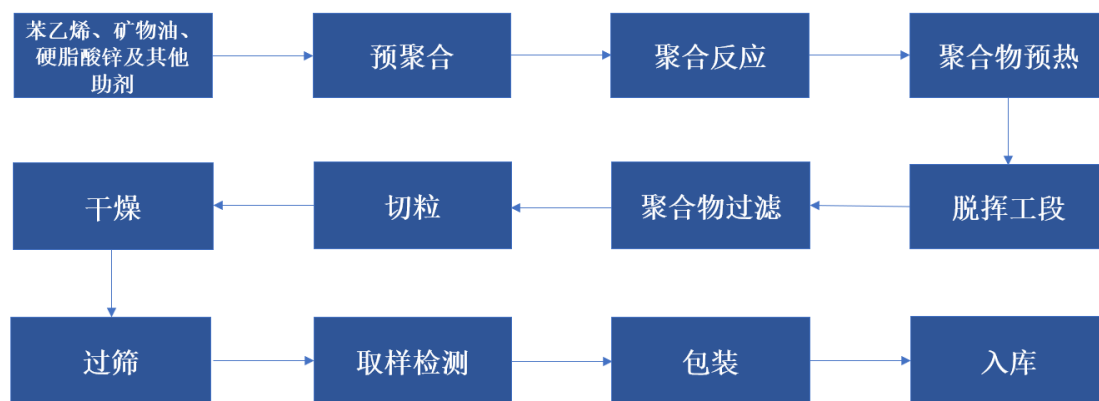 苯乙烯、矿物油、
硬脂酸锌及其他
助剂
预聚合
聚合反应
聚合物预热
脱挥工段
聚合物过滤
切粒
干燥
过筛
取样检测
包装
入库